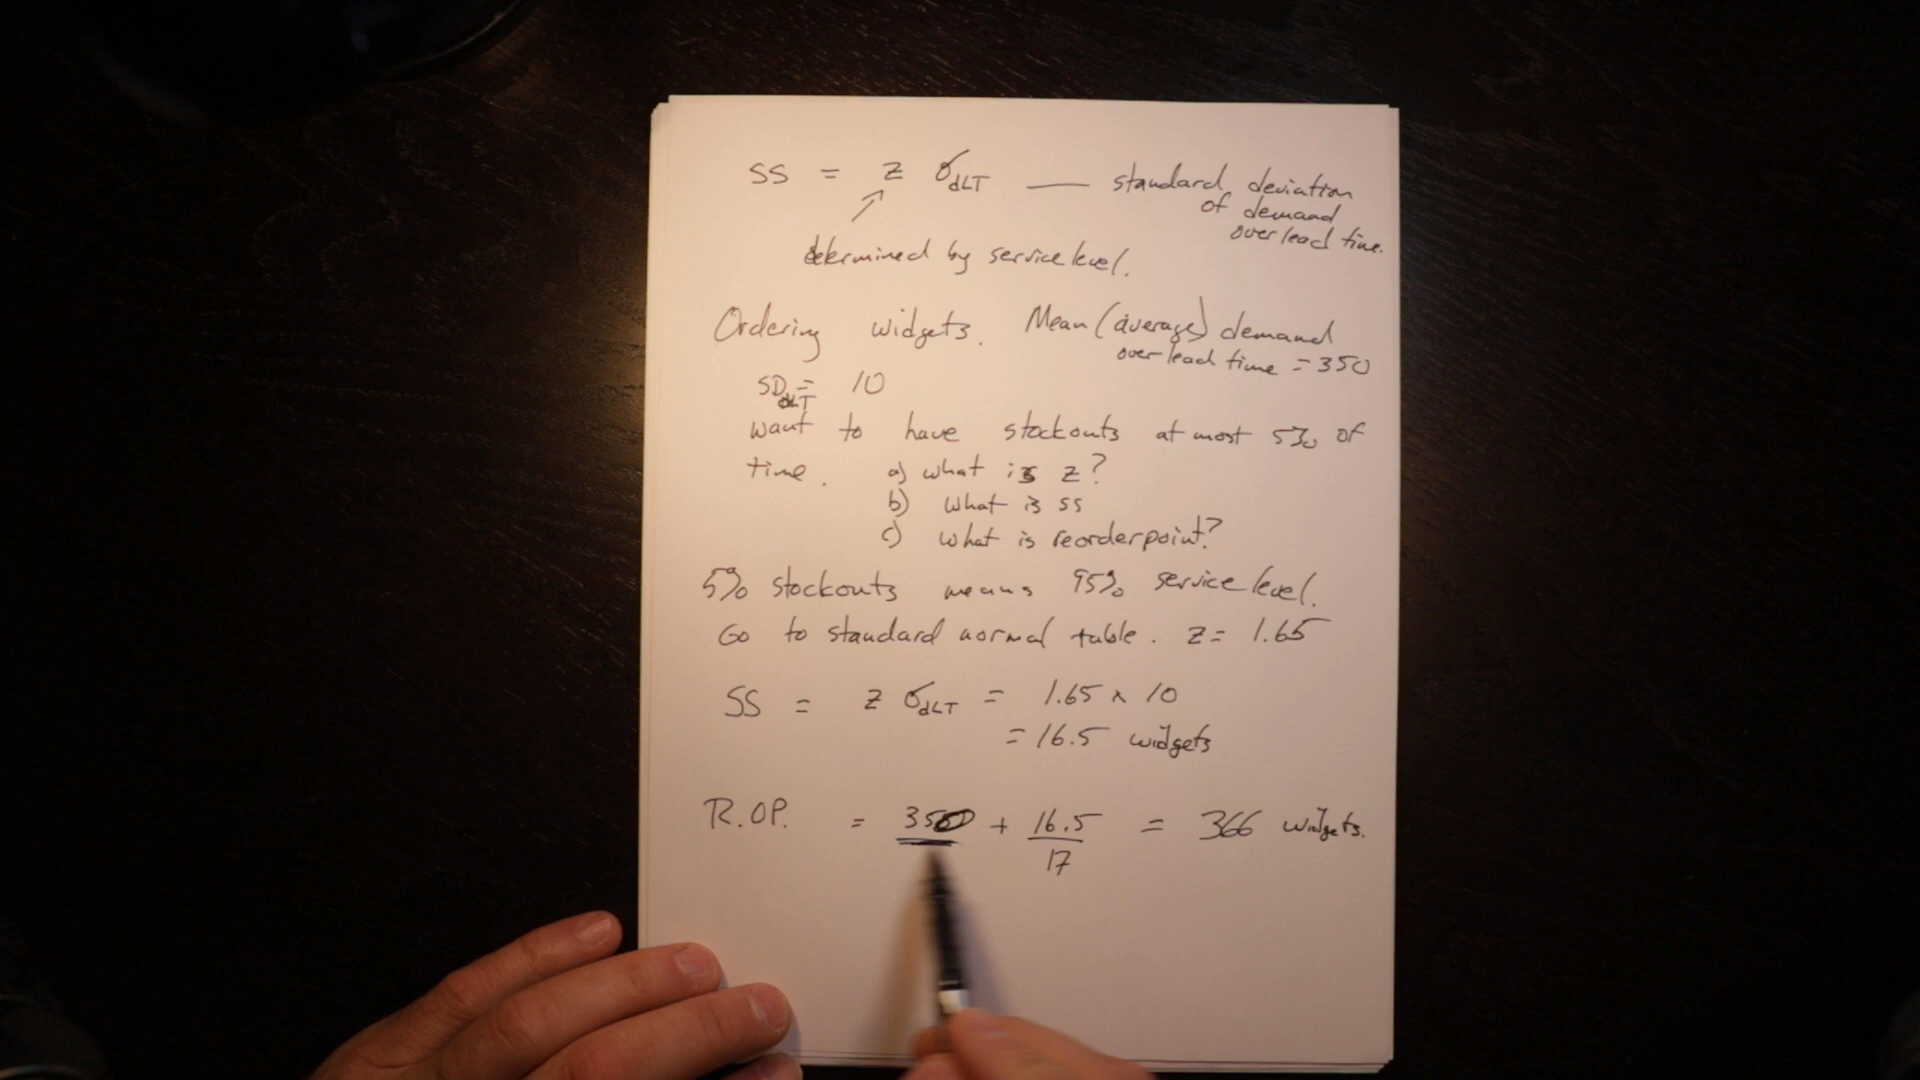 SS = z σdLT — standard deviation
of demand
over lead time.
determined by service level.
Ordering widgets. Mean (average) demand
over lead time = 350
SDdLT = 10
want to have stockouts at most 5% of
time. a) what is z?
b) what is ss
c) what is reorderpoint?
5% stockouts means 95% service level.
Go to standard normal table. z = 1.65
SS = z σdLT = 1.65 x 10
= 16.5 widgets
R.OP. = 350 + 16.5 = 366 widgets.
17